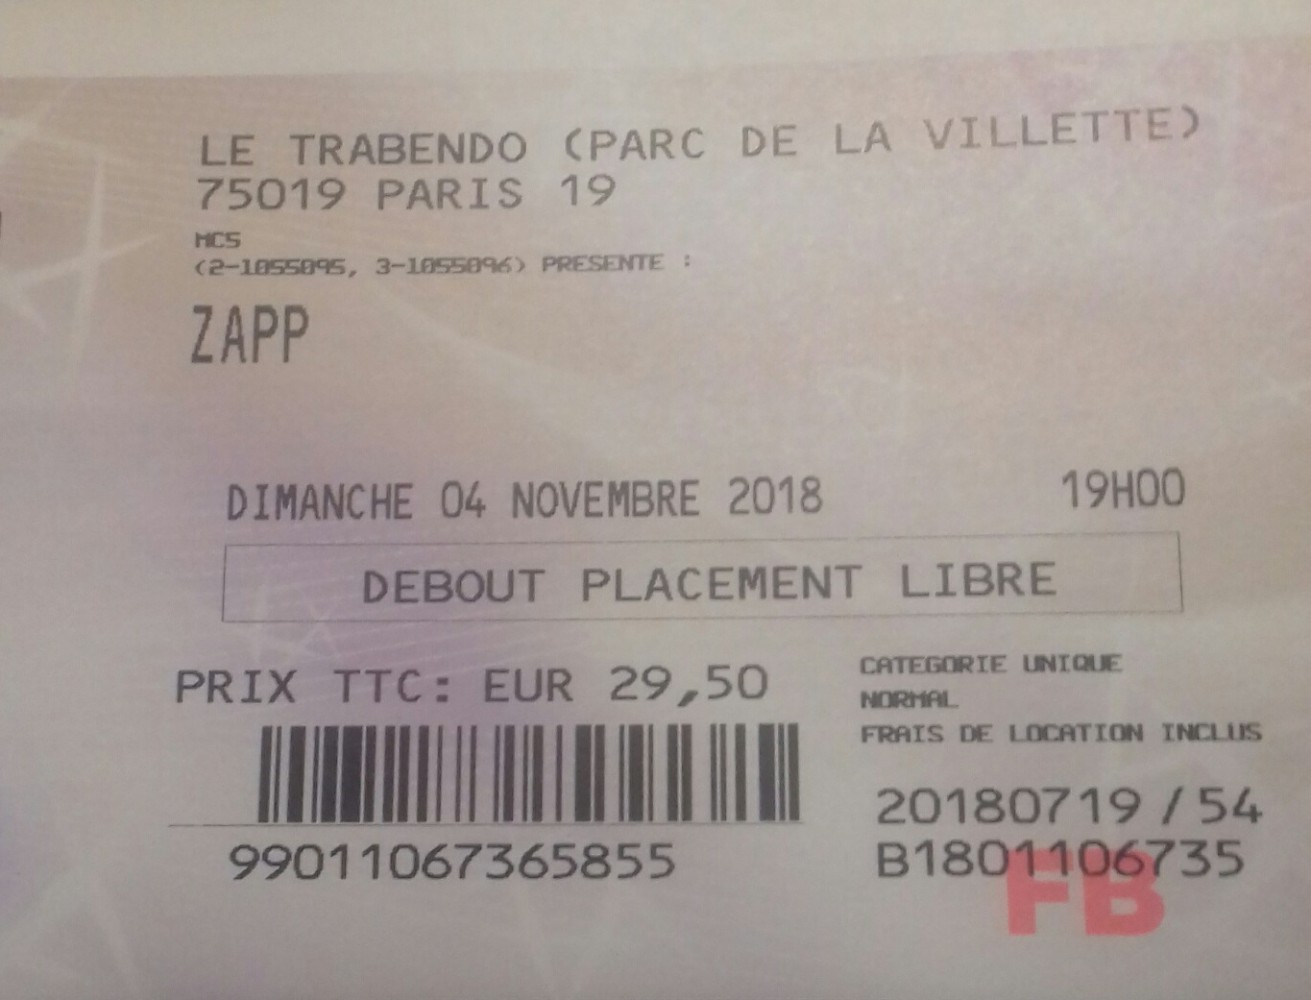 LE TRABENDO (PARC DE LA VILLETTE)
75019 PARIS 19
MCS
(2-1055095, 3-1055096) PRESENTE :
ZAPP
DIMANCHE 04 NOVEMBRE 2018 19H00
DEBOUT PLACEMENT LIBRE
PRIX TTC: EUR 29,50
CATEGORIE UNIQUE
NORMAL
FRAIS DE LOCATION INCLUS
99011067365855
20180719 / 54
B1801106735
FB